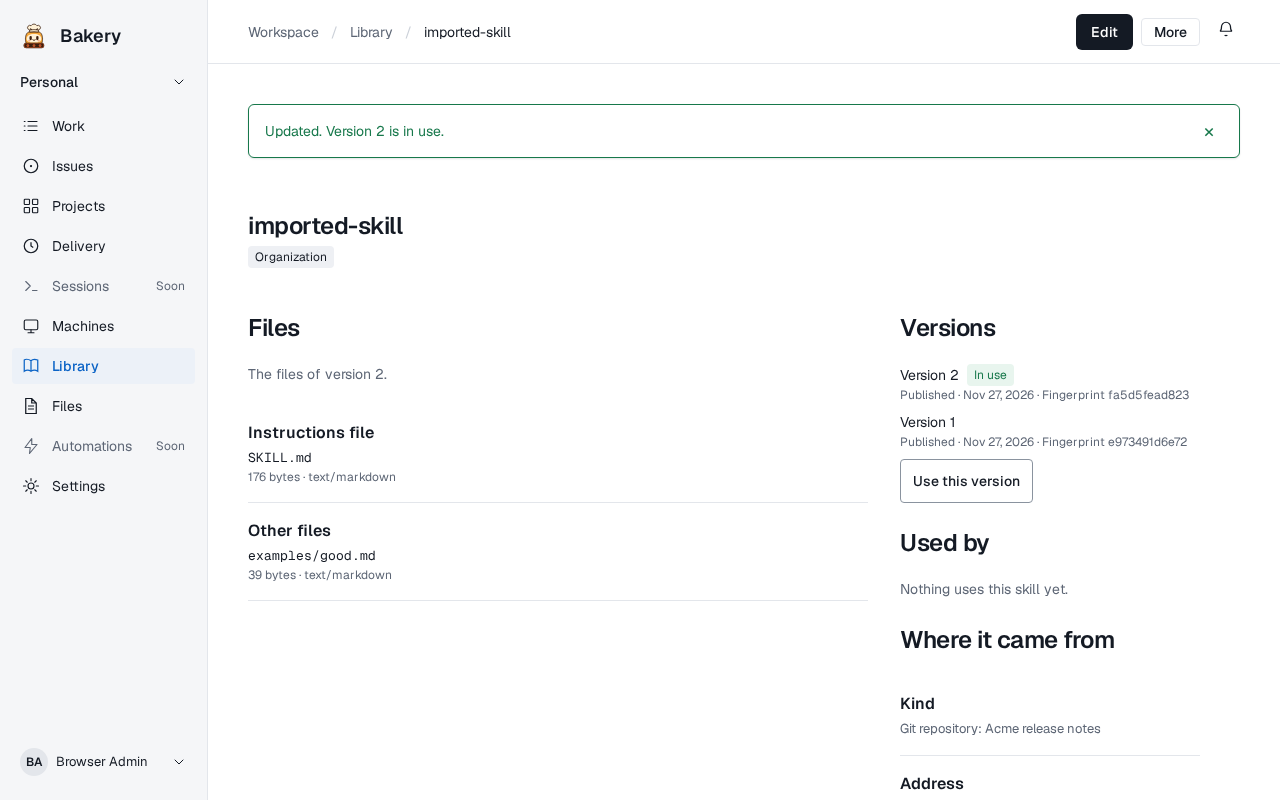 Bakery
Personal
Work
Issues
Projects
Delivery
Sessions Soon
Machines
Library
Files
Automations Soon
Settings
BA Browser Admin
Workspace / Library / imported-skill
Edit
More
Updated. Version 2 is in use.
imported-skill
Organization
Files
The files of version 2.
Instructions file
SKILL.md
176 bytes · text/markdown
Other files
examples/good.md
39 bytes · text/markdown
Versions
Version 2 In use
Published · Nov 27, 2026 · Fingerprint fa5d5fead823
Version 1
Published · Nov 27, 2026 · Fingerprint e973491d6e72
Use this version
Used by
Nothing uses this skill yet.
Where it came from
Kind
Git repository: Acme release notes
Address